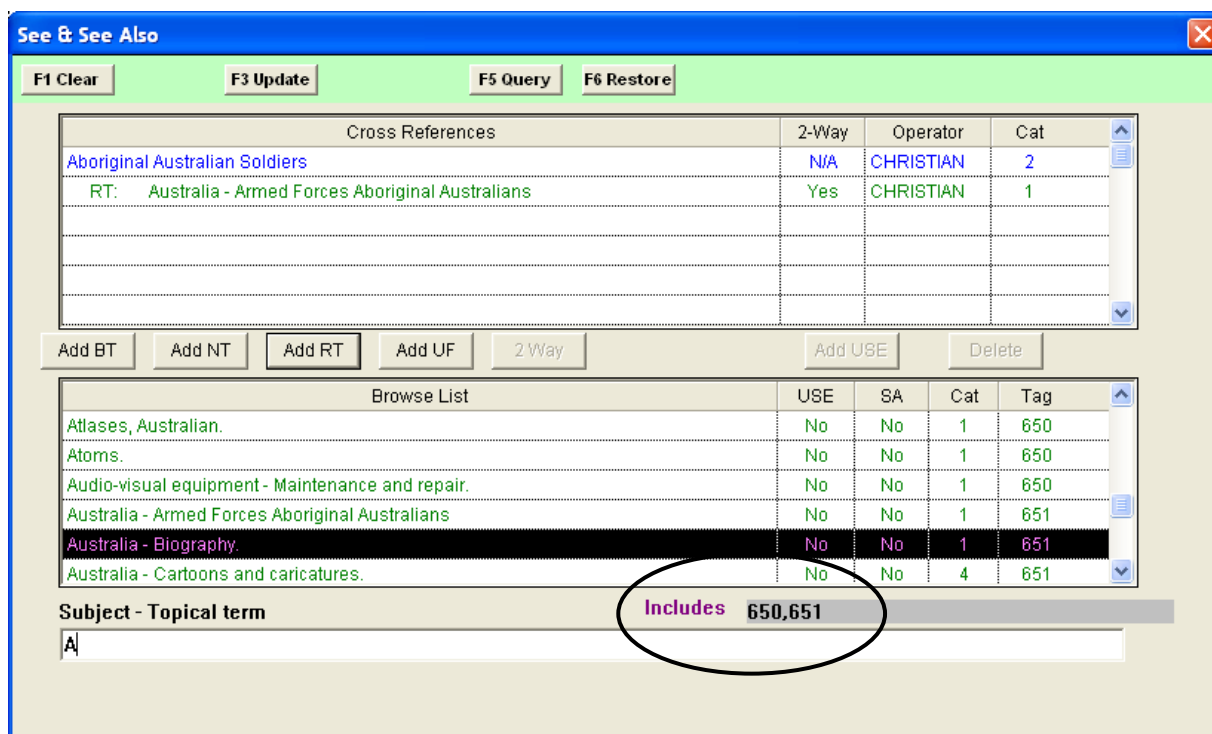 See & See Also
F1 Clear F3 Update F5 Query F6 Restore
Cross References 2-Way Operator Cat
Aboriginal Australian Soldiers N/A CHRISTIAN 2
RT: Australia - Armed Forces Aboriginal Australians Yes CHRISTIAN 1
Add BT Add NT Add RT Add UF 2 Way Add USE Delete
Browse List USE SA Cat Tag
Atlases, Australian. No No 1 650
Atoms. No No 1 650
Audio-visual equipment - Maintenance and repair. No No 1 650
Australia - Armed Forces Aboriginal Australians No No 1 651
Australia - Biography. No No 1 651
Australia - Cartoons and caricatures. No No 4 651
Subject - Topical term Includes 650,651
A